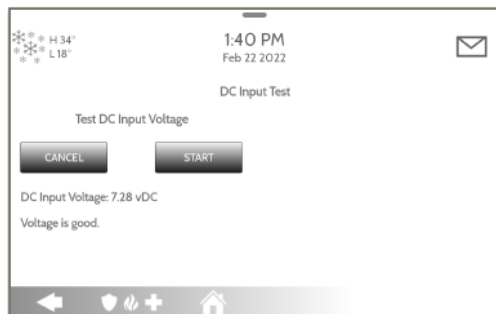 H 34°
L 18°
1:40 PM
Feb 22 2022
DC Input Test
Test DC Input Voltage
CANCEL
START
DC Input Voltage: 7.28 vDC
Voltage is good.